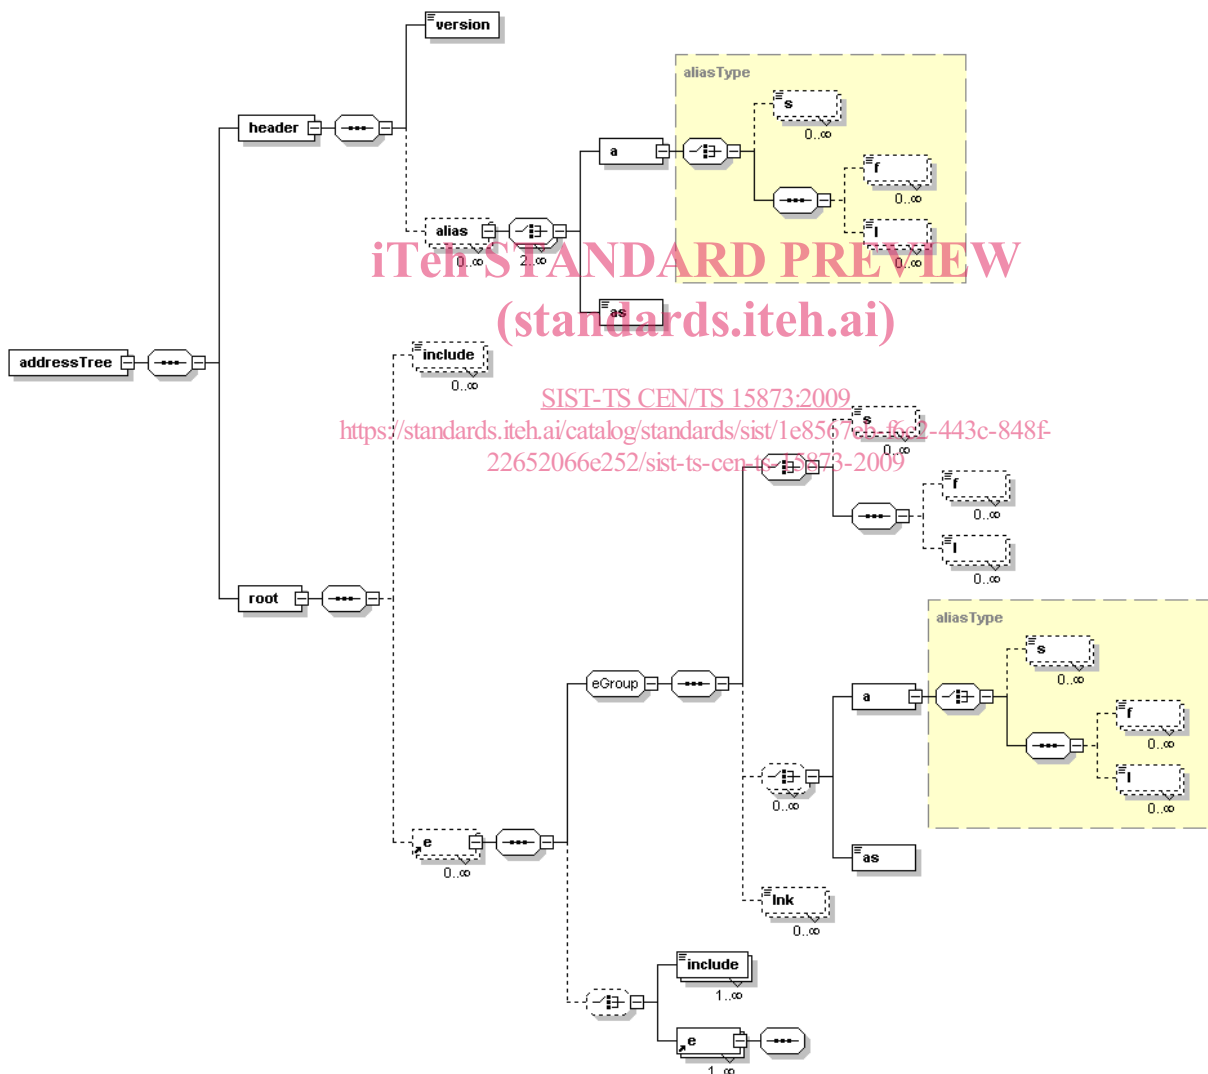 version
aliasType
s
0..∞
header
a
f
0..∞
alias
0..∞
2..∞
l
0..∞
iTeh STANDARD PREVIEW
as
(standards.iteh.ai)
addressTree
include
0..∞
SIST-TS CEN/TS 15873:2009
s
0..∞
https://standards.iteh.ai/catalog/standards/sist/1e8567eb-f6c2-443c-848f-
22652066e252/sist-ts-cen-ts-15873-2009
f
0..∞
l
0..∞
root
aliasType
s
0..∞
eGroup
a
f
0..∞
l
0..∞
0..∞
e
0..∞
as
lnk
0..∞
include
1..∞
e
1..∞